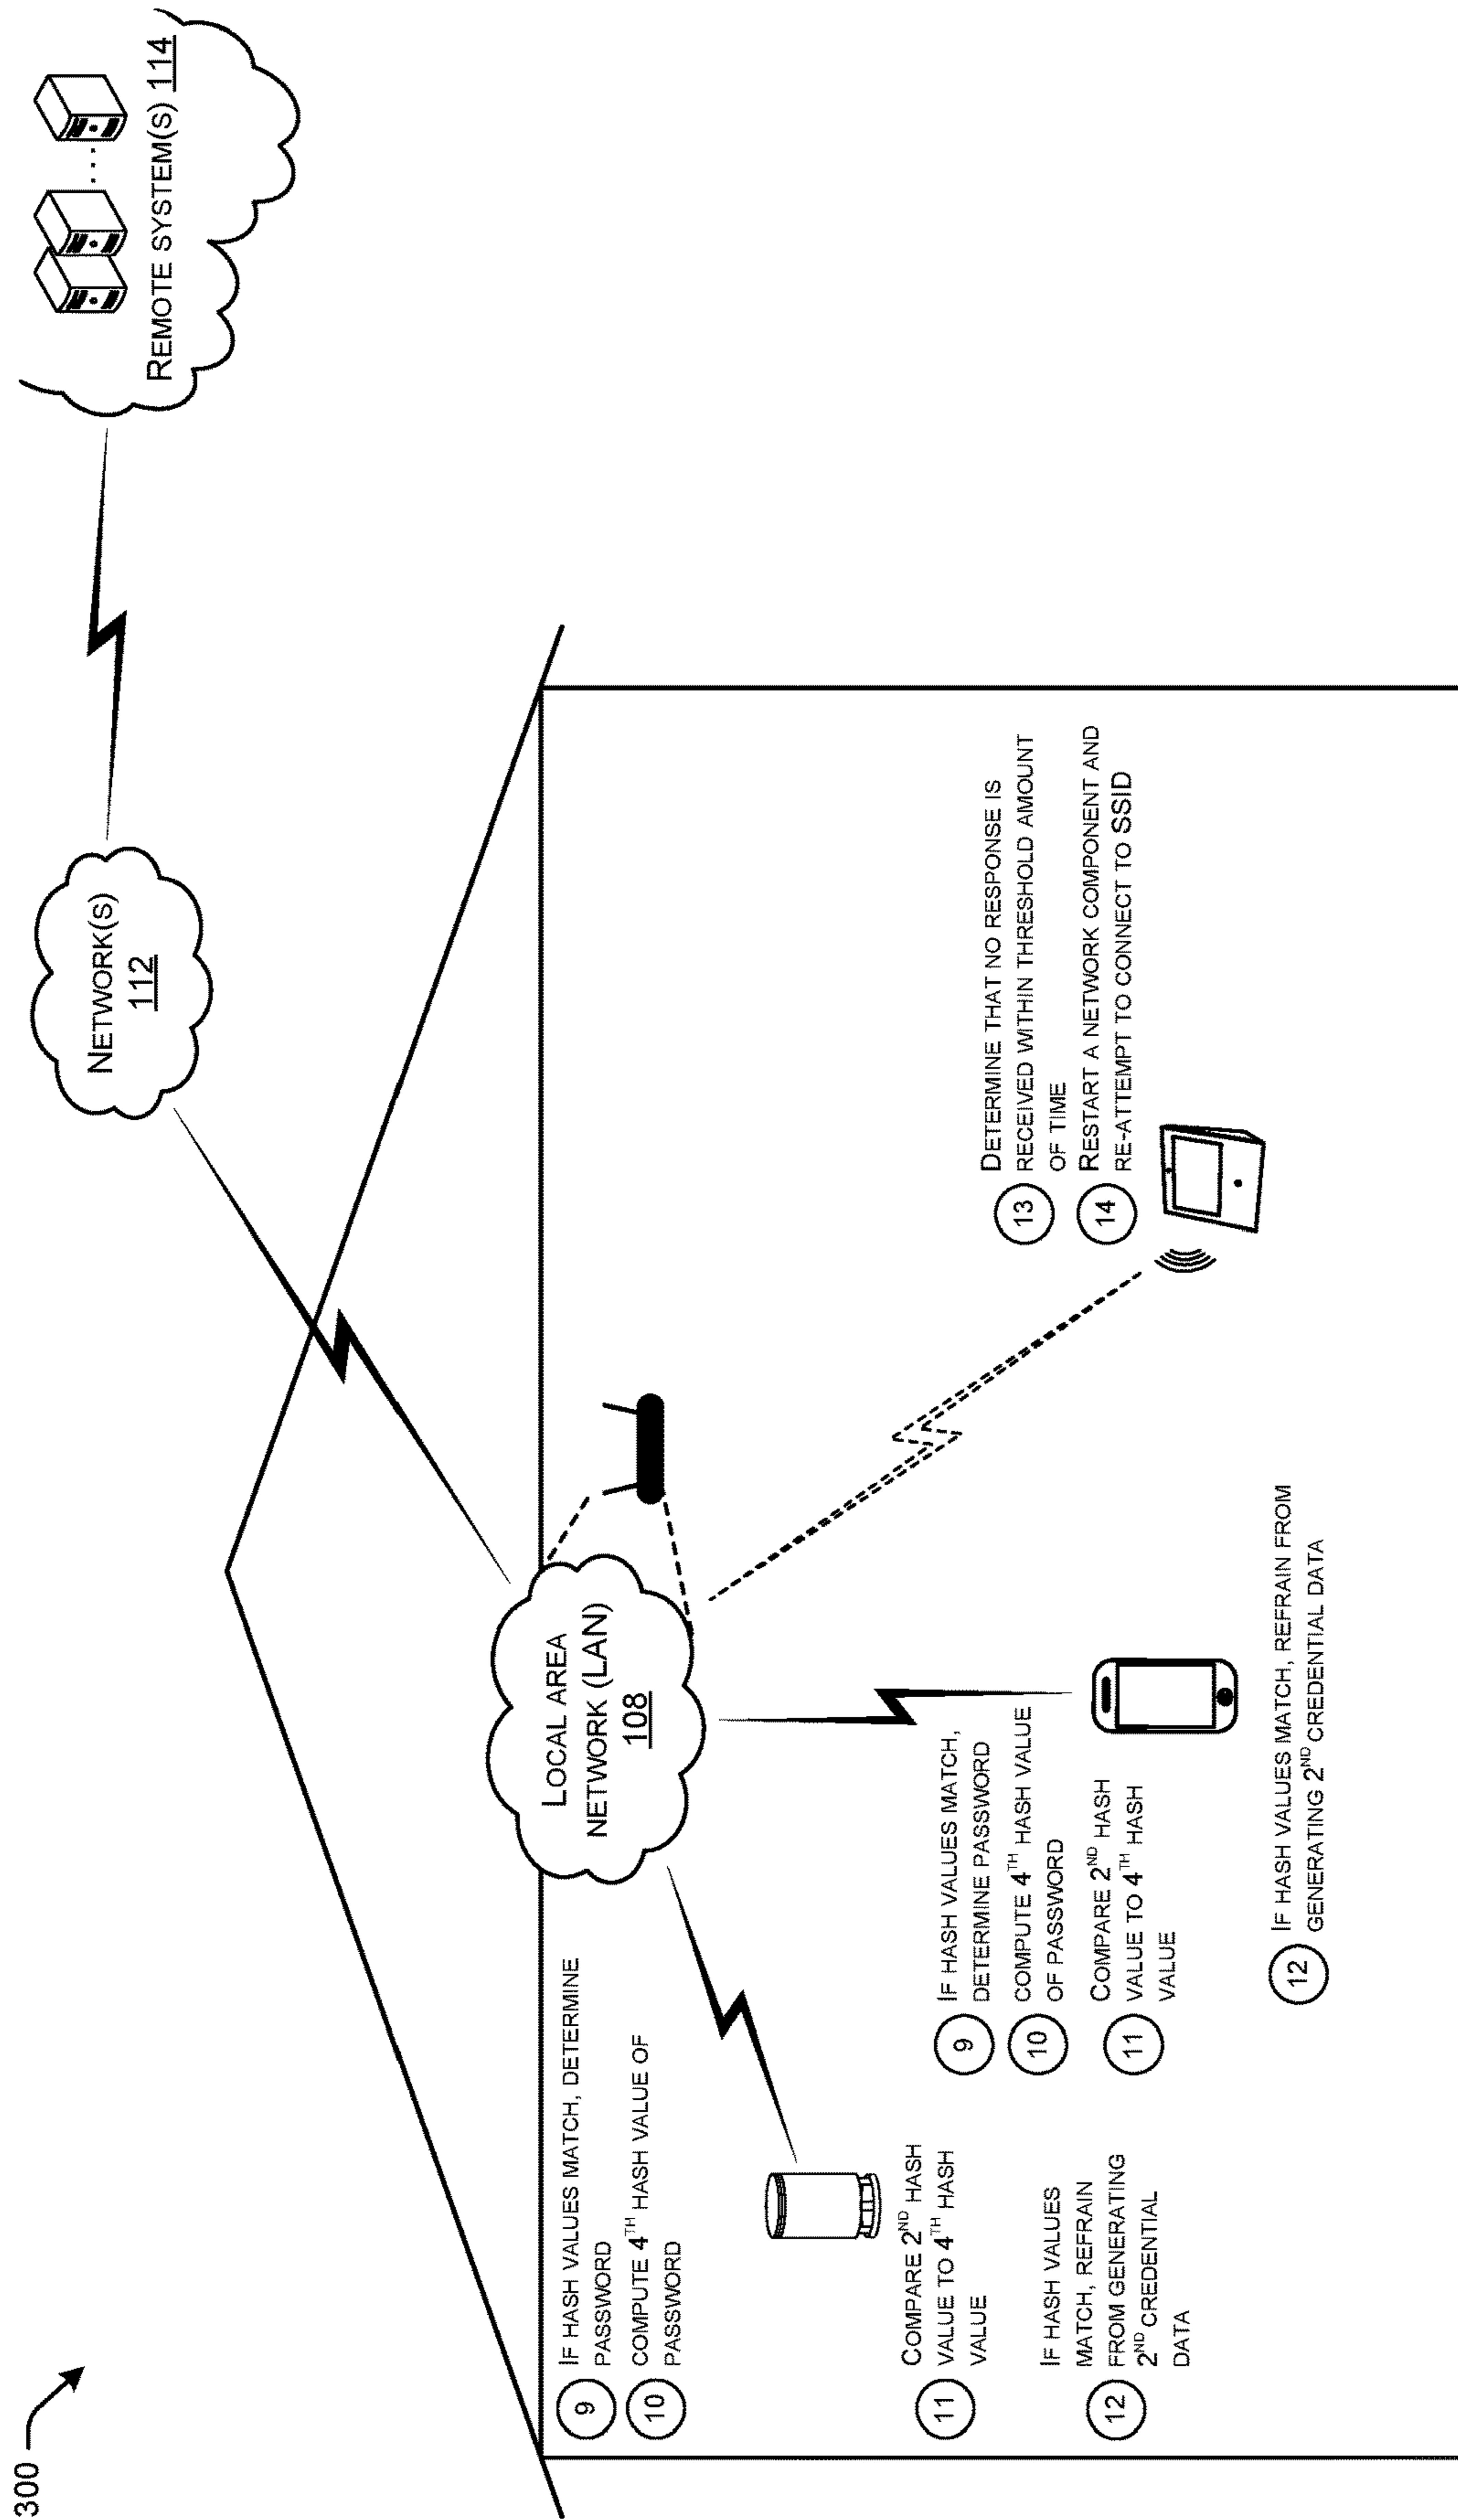 300
REMOTE SYSTEM(S) 114
NETWORK(S)
112
LOCAL AREA
NETWORK (LAN)
108
9 IF HASH VALUES MATCH, DETERMINE
PASSWORD
10 COMPUTE 4TH HASH VALUE OF
PASSWORD
11 COMPARE 2ND HASH
VALUE TO 4TH HASH
VALUE
12 IF HASH VALUES
MATCH, REFRAIN
FROM GENERATING
2ND CREDENTIAL
DATA
9 IF HASH VALUES MATCH,
DETERMINE PASSWORD
10 COMPUTE 4TH HASH VALUE
OF PASSWORD
11 COMPARE 2ND HASH
VALUE TO 4TH HASH
VALUE
12 IF HASH VALUES MATCH, REFRAIN FROM
GENERATING 2ND CREDENTIAL DATA
13 DETERMINE THAT NO RESPONSE IS
RECEIVED WITHIN THRESHOLD AMOUNT
OF TIME
14 RESTART A NETWORK COMPONENT AND
RE-ATTEMPT TO CONNECT TO SSID